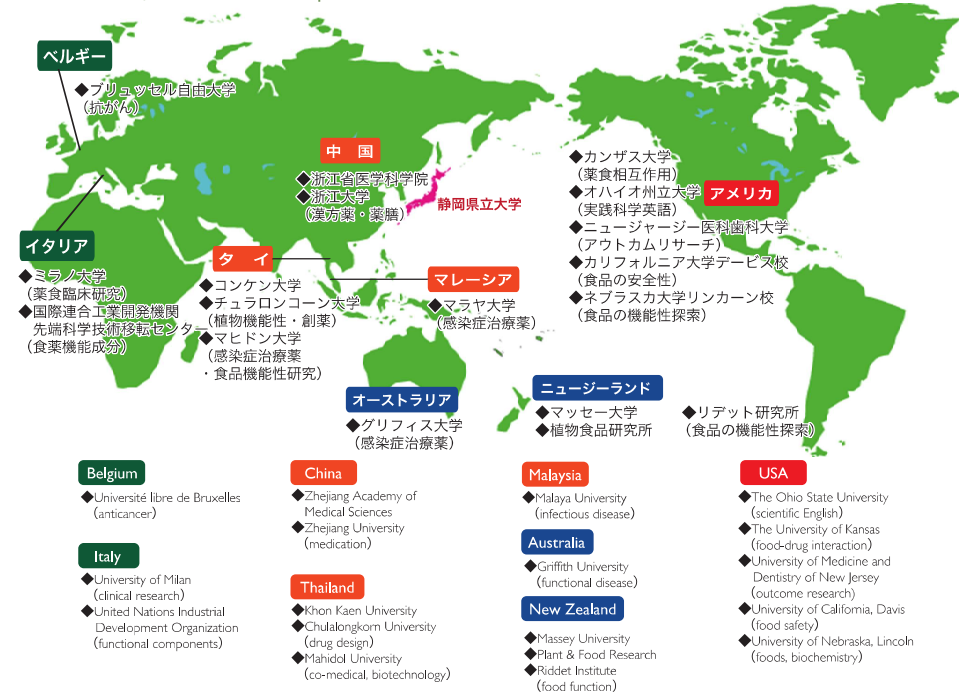 ベルギー
◆ブリュッセル自由大学
(抗がん)
中 国
◆浙江省医学科学院
◆浙江大学
(漢方薬・薬膳)
静岡県立大学
◆カンザス大学
(薬食相互作用)
◆オハイオ州立大学
(実践科学英語)
◆ニュージャージー医科歯科大学
(アウトカムリサーチ)
◆カリフォルニア大学デービス校
(食品の安全性)
◆ネブラスカ大学リンカーン校
(食品の機能性探索)
アメリカ
イタリア
◆ミラノ大学
(薬食臨床研究)
◆国際連合工業開発機関
先端科学技術移転センター
(食薬機能成分)
タ イ
◆コンケン大学
◆チュラロンコーン大学
(植物機能性・創薬)
◆マヒドン大学
(感染症治療薬
・食品機能性研究)
マレーシア
◆マラヤ大学
(感染症治療薬)
オーストラリア
◆グリフィス大学
(感染症治療薬)
ニュージーランド
◆マッセー大学
◆植物食品研究所
◆リデット研究所
(食品の機能性探索)
Belgium
◆Université libre de Bruxelles
(anticancer)
Italy
◆University of Milan
(clinical research)
◆United Nations Industrial
Development Organization
(functional components)
China
◆Zhejiang Academy of
Medical Sciences
◆Zhejiang University
(medication)
Thailand
◆Khon Kaen University
◆Chulalongkorn University
(drug design)
◆Mahidol University
(co-medical, biotechnology)
Malaysia
◆Malaya University
(infectious disease)
Australia
◆Griffith University
(functional disease)
New Zealand
◆Massey University
◆Plant & Food Research
◆Riddet Institute
(food function)
USA
◆The Ohio State University
(scientific English)
◆The University of Kansas
(food-drug interaction)
◆University of Medicine and
Dentistry of New Jersey
(outcome research)
◆University of California, Davis
(food safety)
◆University of Nebraska, Lincoln
(foods, biochemistry)